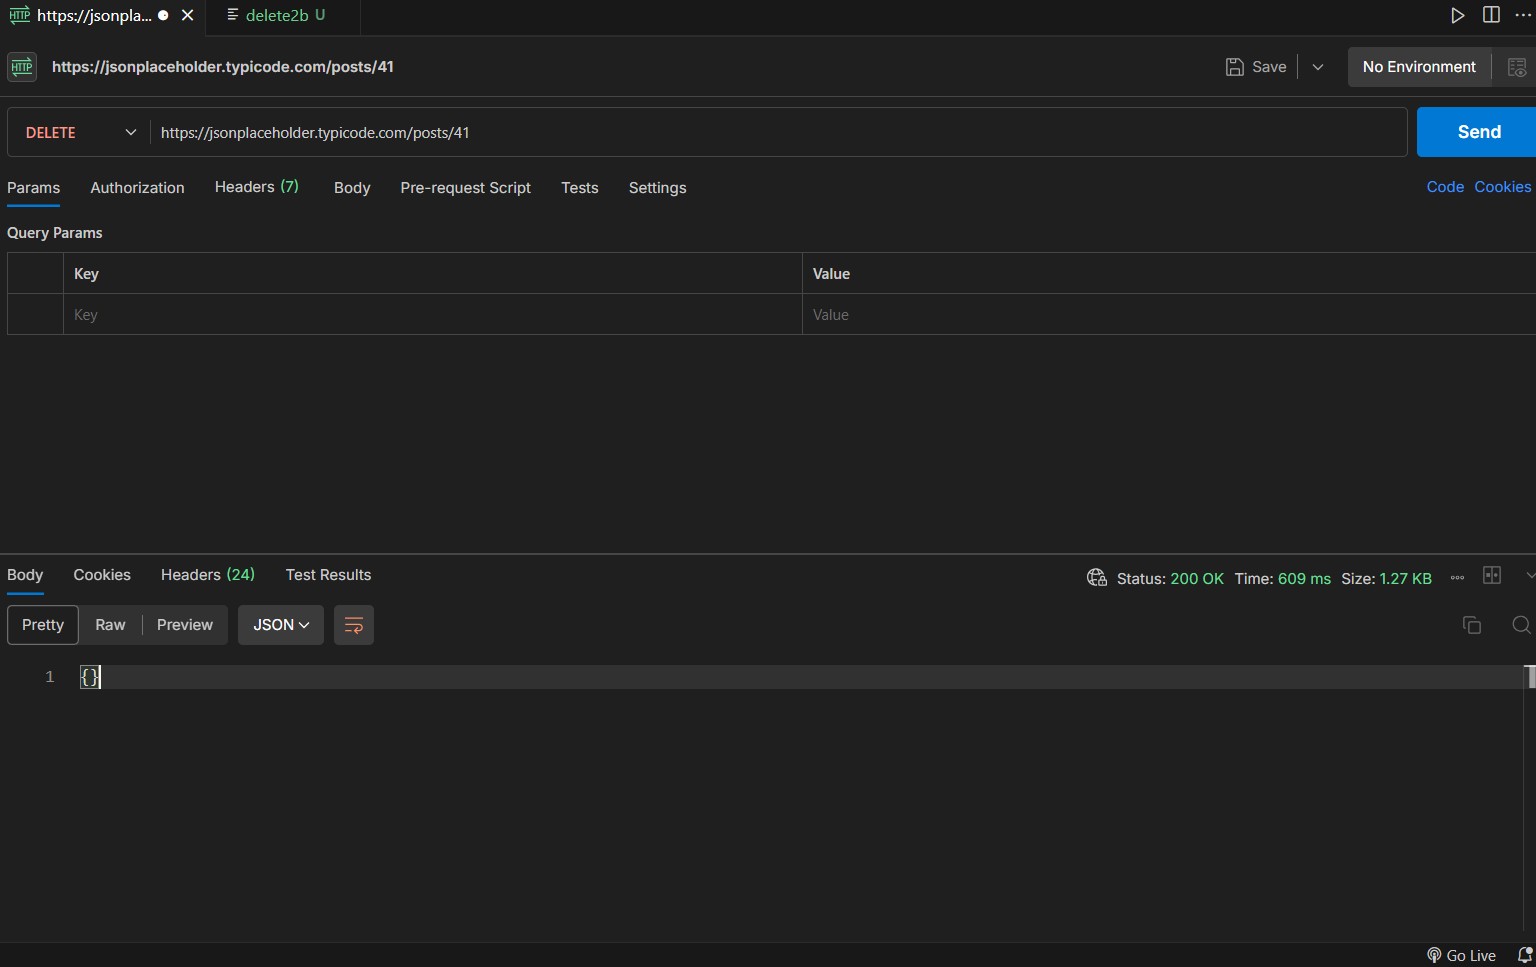 HTTP https://jsonpla... delete2b U
HTTP https://jsonplaceholder.typicode.com/posts/41 Save No Environment
DELETE https://jsonplaceholder.typicode.com/posts/41 Send
Params Authorization Headers (7) Body Pre-request Script Tests Settings Code Cookies
Query Params
Key Value
Key Value
Body Cookies Headers (24) Test Results Status: 200 OK Time: 609 ms Size: 1.27 KB
Pretty Raw Preview JSON
1 {}
Go Live